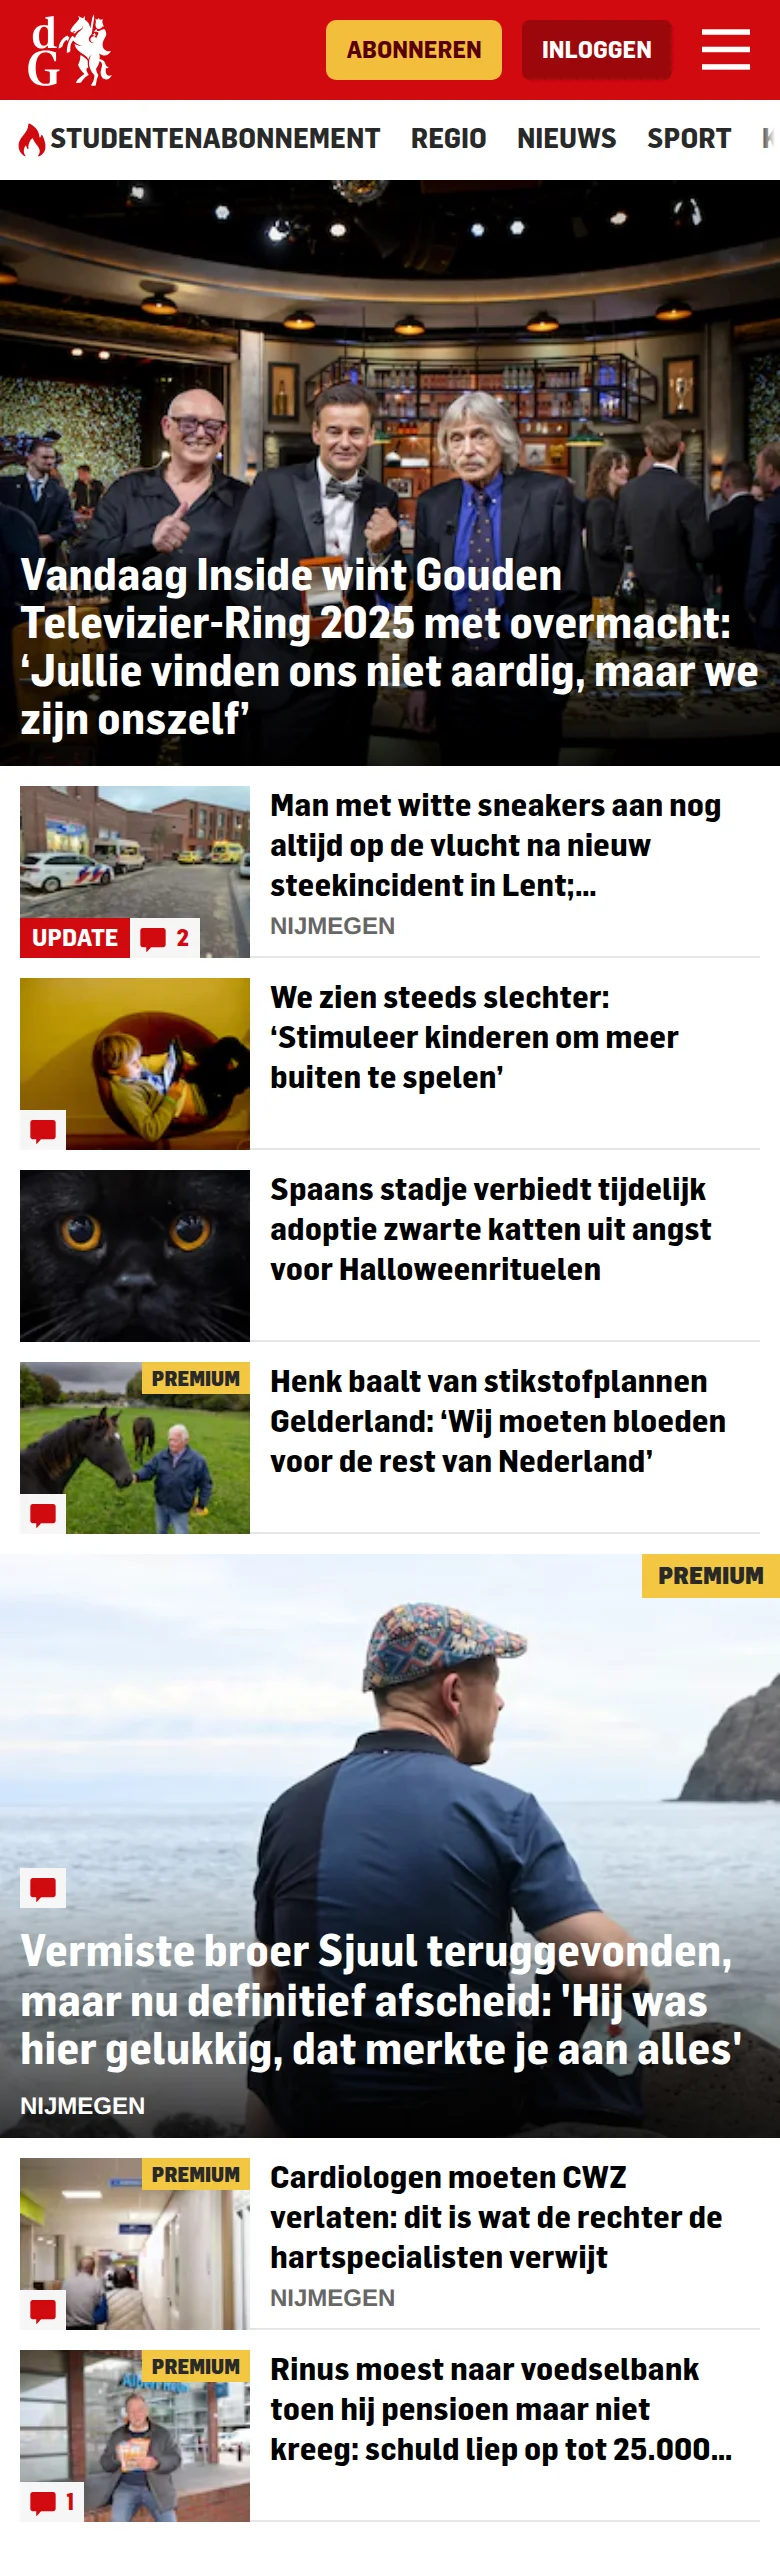 dG
ABONNEREN
INLOGGEN
STUDENTENABONNEMENT REGIO NIEUWS SPORT
Vandaag Inside wint Gouden
Televizier-Ring 2025 met overmacht:
‘Jullie vinden ons niet aardig, maar we
zijn onszelf’
UPDATE
2
Man met witte sneakers aan nog
altijd op de vlucht na nieuw
steekincident in Lent;...
NIJMEGEN
We zien steeds slechter:
‘Stimuleer kinderen om meer
buiten te spelen’
Spaans stadje verbiedt tijdelijk
adoptie zwarte katten uit angst
voor Halloweenrituelen
PREMIUM
Henk baalt van stikstofplannen
Gelderland: ‘Wij moeten bloeden
voor de rest van Nederland’
PREMIUM
Vermiste broer Sjuul teruggevonden,
maar nu definitief afscheid: 'Hij was
hier gelukkig, dat merkte je aan alles'
NIJMEGEN
PREMIUM
Cardiologen moeten CWZ
verlaten: dit is wat de rechter de
hartspecialisten verwijt
NIJMEGEN
PREMIUM
1
Rinus moest naar voedselbank
toen hij pensioen maar niet
kreeg: schuld liep op tot 25.000...